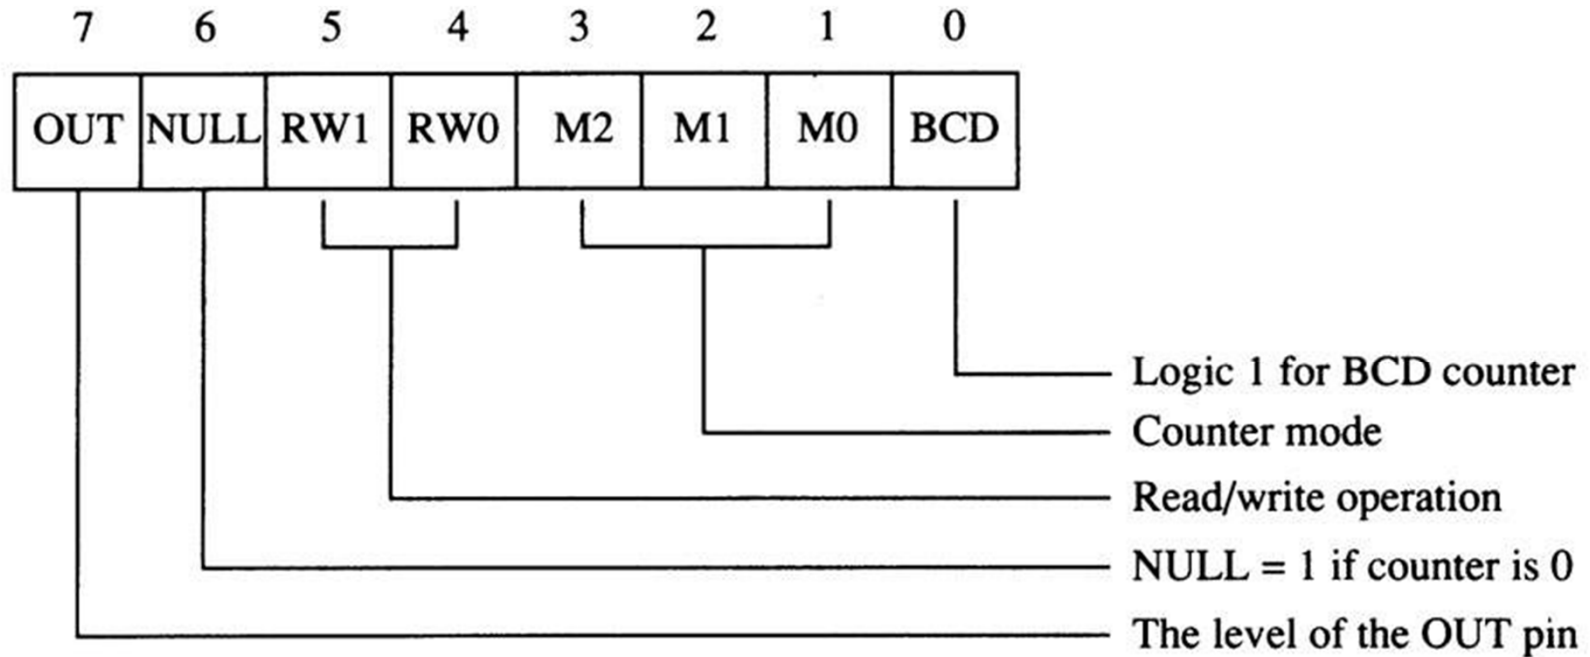 7 6 5 4 3 2 1 0
OUT NULL RW1 RW0 M2 M1 M0 BCD
Logic 1 for BCD counter
Counter mode
Read/write operation
NULL = 1 if counter is 0
The level of the OUT pin